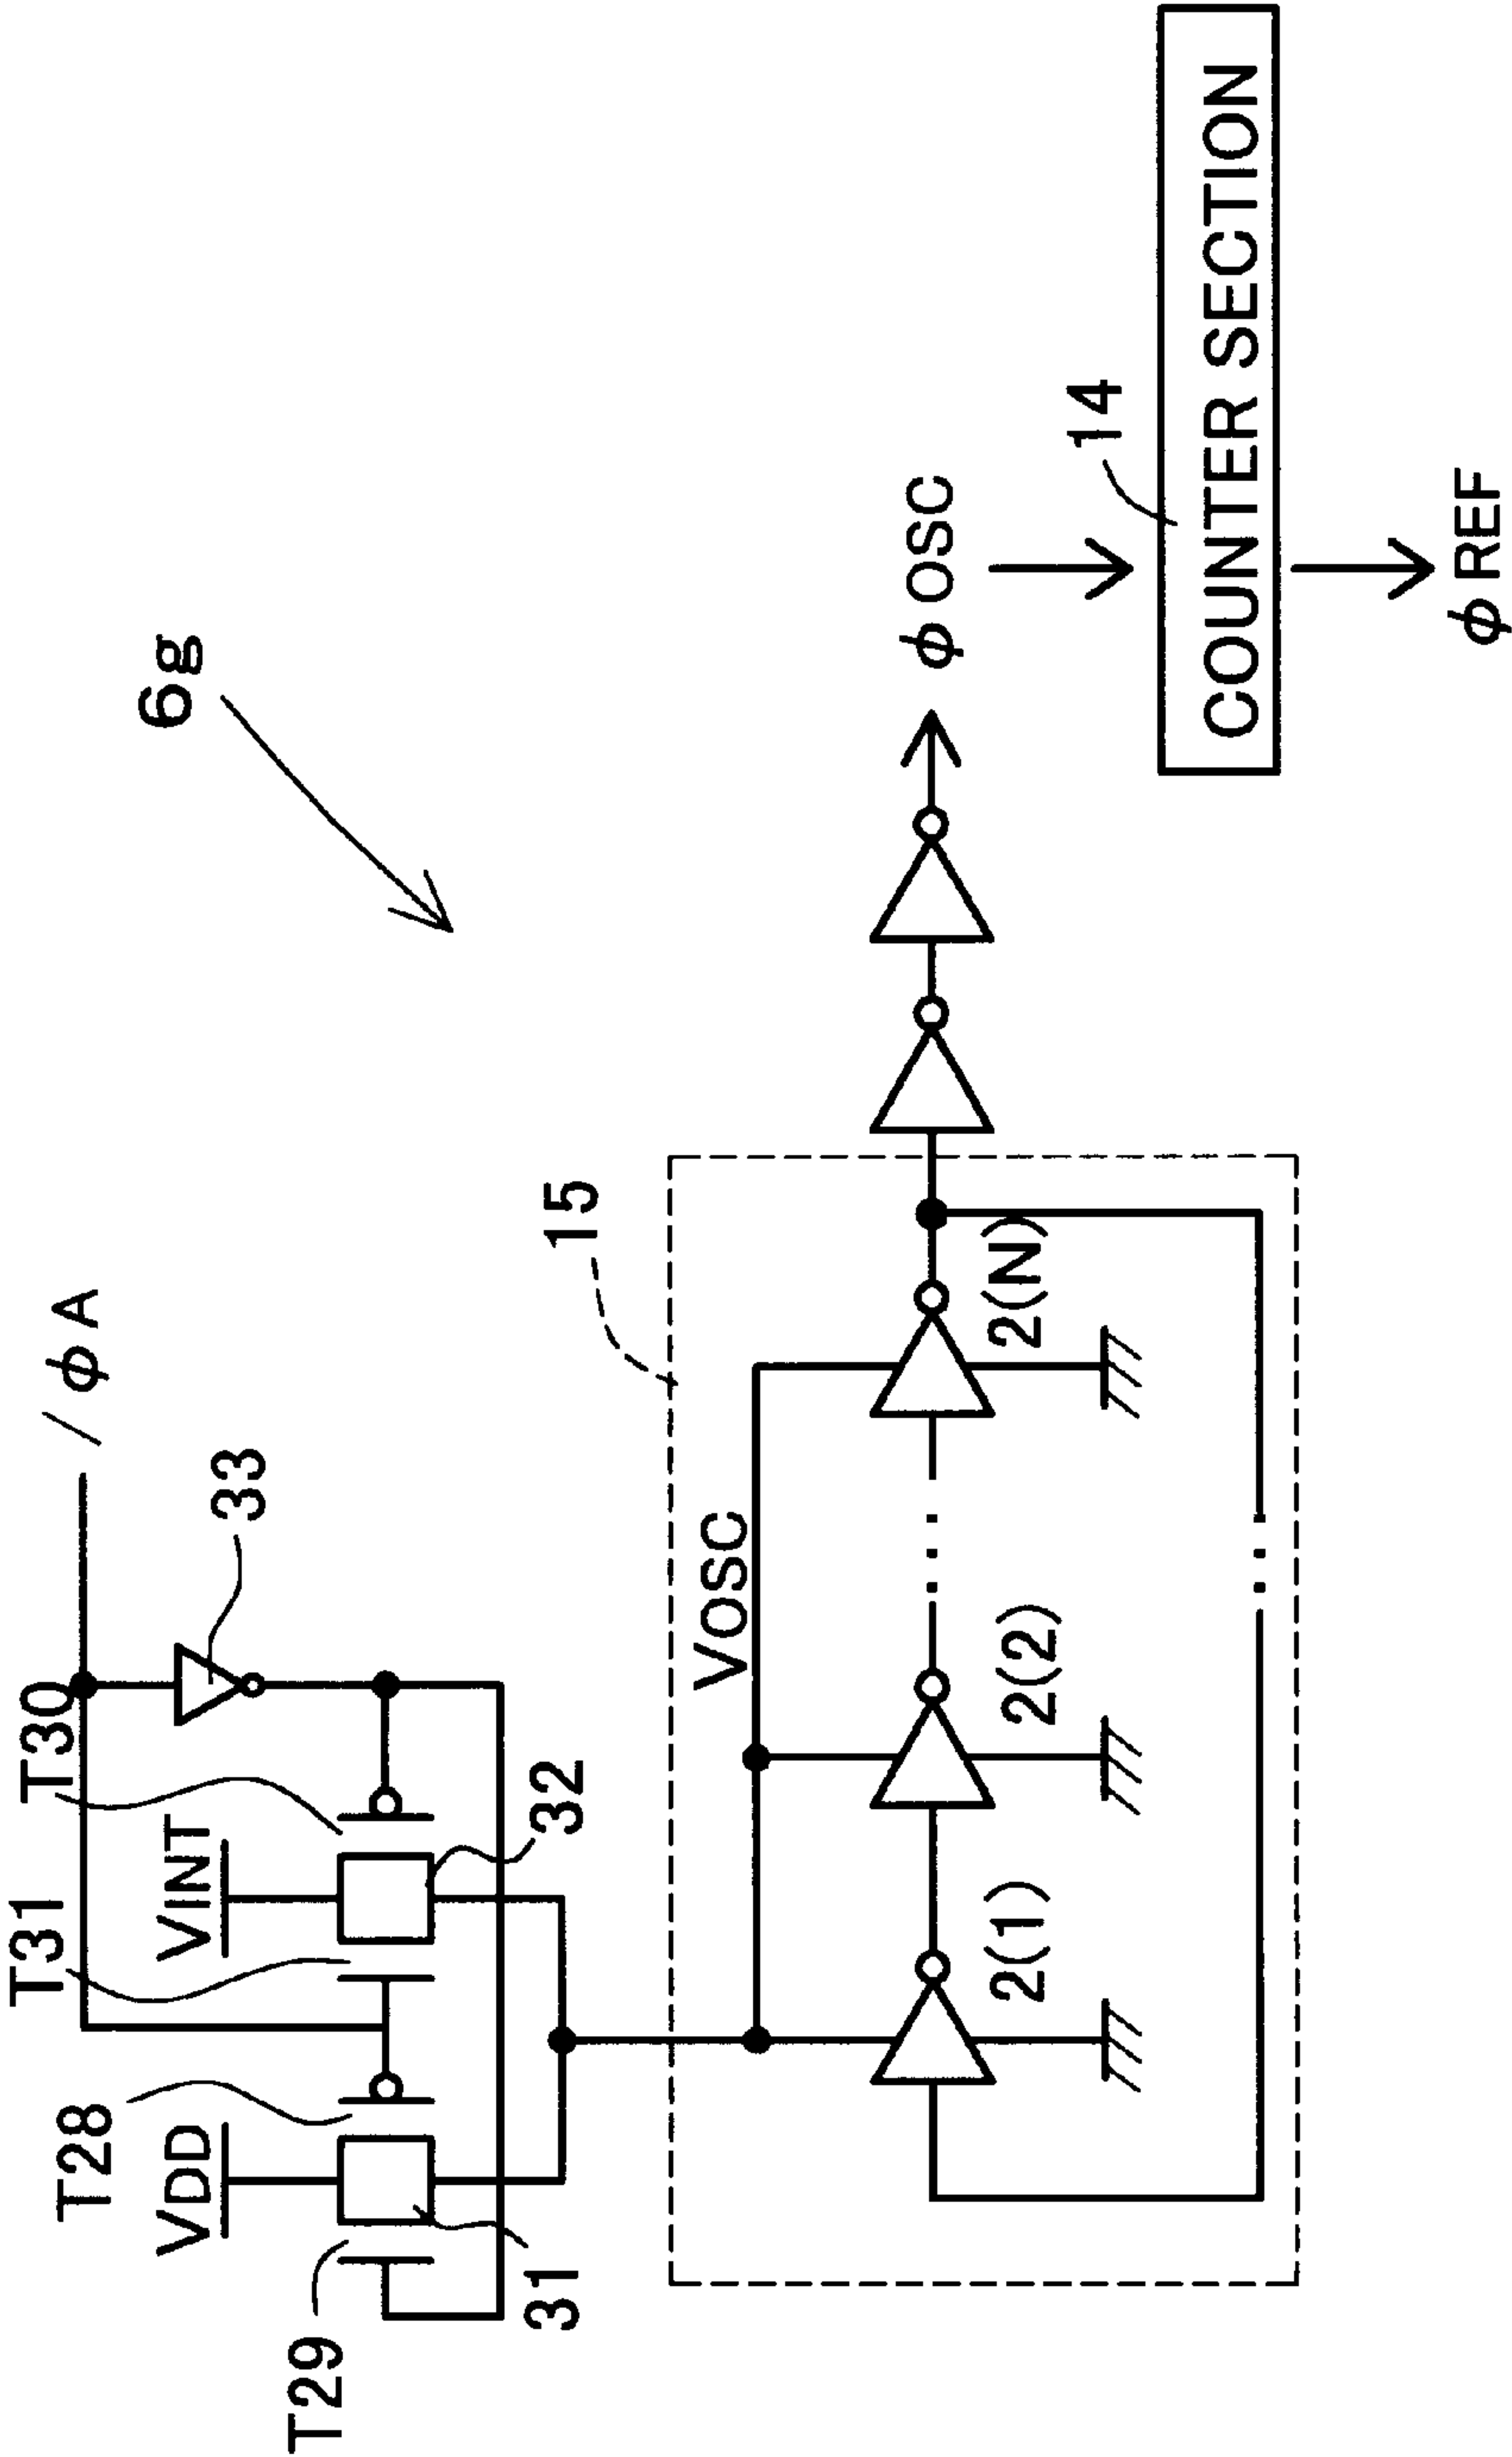 6g
/φA
T30
T31
33
T28
VINT
VDD
32
T29
31
15
VOSC
2(1)
2(2)
2(N)
φOSC
14
COUNTER SECTION
φREF